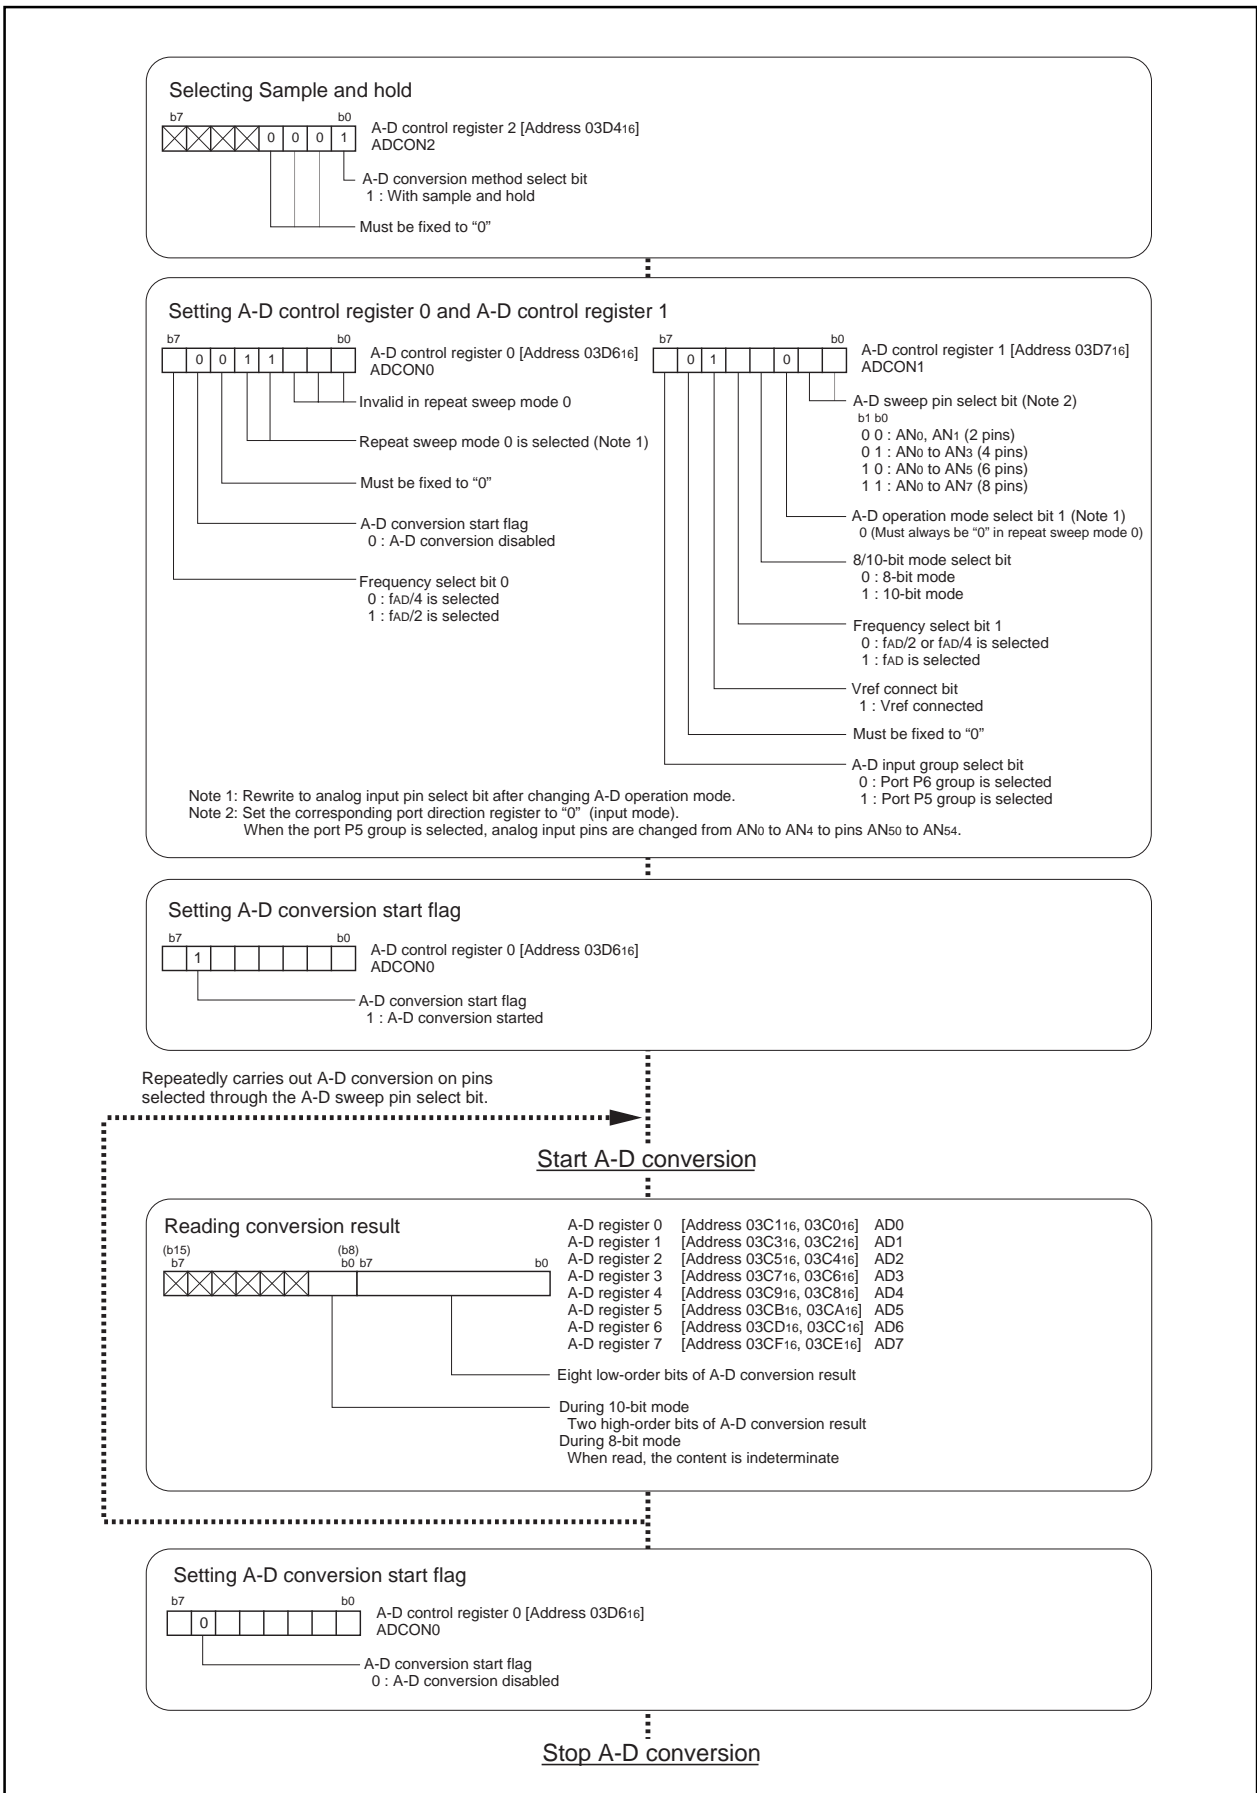 Selecting Sample and hold
b7 b0
0 0 0 1
A-D control register 2 [Address 03D416]
ADCON2
A-D conversion method select bit
1 : With sample and hold
Must be fixed to “0”
Setting A-D control register 0 and A-D control register 1
b7 b0
0 0 1 1
A-D control register 0 [Address 03D616]
ADCON0
Invalid in repeat sweep mode 0
Repeat sweep mode 0 is selected (Note 1)
Must be fixed to “0”
A-D conversion start flag
0 : A-D conversion disabled
Frequency select bit 0
0 : fAD/4 is selected
1 : fAD/2 is selected
b7 b0
0 1 0
A-D control register 1 [Address 03D716]
ADCON1
A-D sweep pin select bit (Note 2)
b1 b0
0 0 : AN0, AN1 (2 pins)
0 1 : AN0 to AN3 (4 pins)
1 0 : AN0 to AN5 (6 pins)
1 1 : AN0 to AN7 (8 pins)
A-D operation mode select bit 1 (Note 1)
0 (Must always be “0” in repeat sweep mode 0)
8/10-bit mode select bit
0 : 8-bit mode
1 : 10-bit mode
Frequency select bit 1
0 : fAD/2 or fAD/4 is selected
1 : fAD is selected
Vref connect bit
1 : Vref connected
Must be fixed to “0”
A-D input group select bit
0 : Port P6 group is selected
1 : Port P5 group is selected
Note 1: Rewrite to analog input pin select bit after changing A-D operation mode.
Note 2: Set the corresponding port direction register to “0” (input mode).
When the port P5 group is selected, analog input pins are changed from AN0 to AN4 to pins AN50 to AN54.
Setting A-D conversion start flag
b7 b0
1
A-D control register 0 [Address 03D616]
ADCON0
A-D conversion start flag
1 : A-D conversion started
Repeatedly carries out A-D conversion on pins
selected through the A-D sweep pin select bit.
Start A-D conversion
Reading conversion result
(b15) (b8)
b7 b0 b7 b0
A-D register 0 [Address 03C116, 03C016] AD0
A-D register 1 [Address 03C316, 03C216] AD1
A-D register 2 [Address 03C516, 03C416] AD2
A-D register 3 [Address 03C716, 03C616] AD3
A-D register 4 [Address 03C916, 03C816] AD4
A-D register 5 [Address 03CB16, 03CA16] AD5
A-D register 6 [Address 03CD16, 03CC16] AD6
A-D register 7 [Address 03CF16, 03CE16] AD7
Eight low-order bits of A-D conversion result
During 10-bit mode
Two high-order bits of A-D conversion result
During 8-bit mode
When read, the content is indeterminate
Setting A-D conversion start flag
b7 b0
0
A-D control register 0 [Address 03D616]
ADCON0
A-D conversion start flag
0 : A-D conversion disabled
Stop A-D conversion